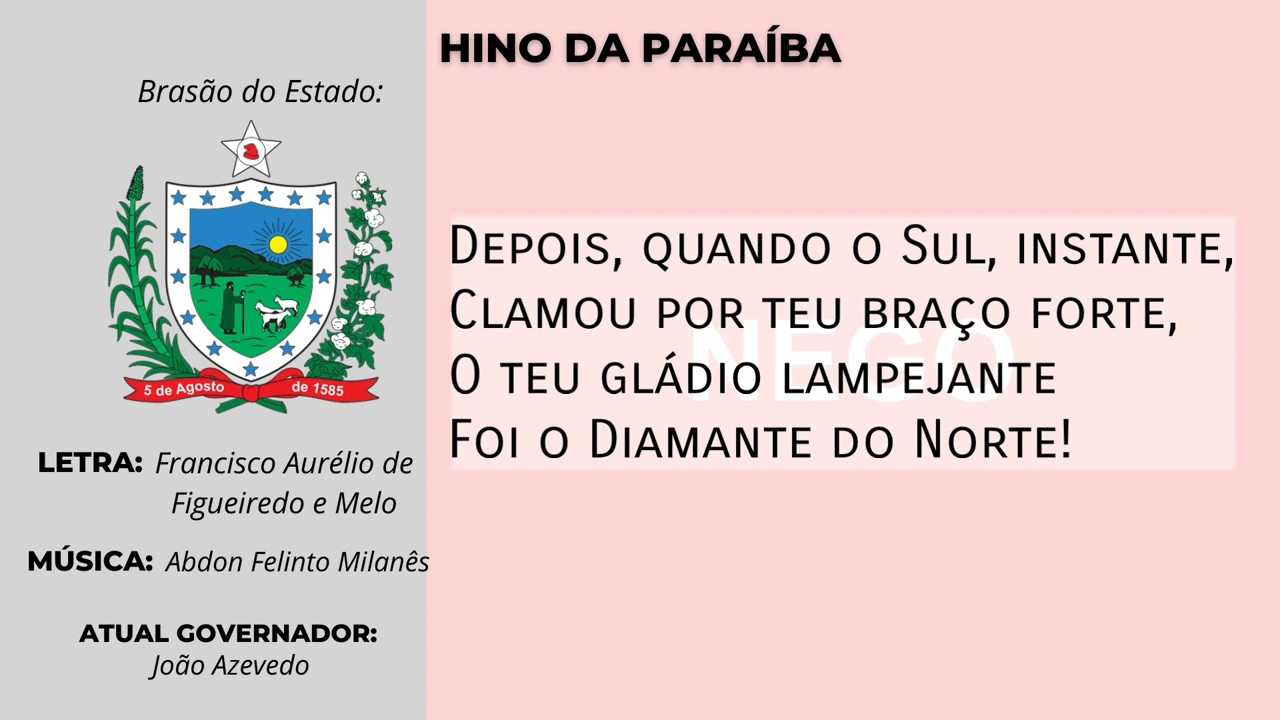 HINO DA PARAÍBA
Brasão do Estado:
5 de Agosto de 1585
LETRA: Francisco Aurélio de
Figueiredo e Melo
MÚSICA: Abdon Felinto Milanês
ATUAL GOVERNADOR:
João Azevedo
NEGO
Depois, quando o Sul, instante,
Clamou por teu braço forte,
O teu gládio lampejante
Foi o Diamante do Norte!